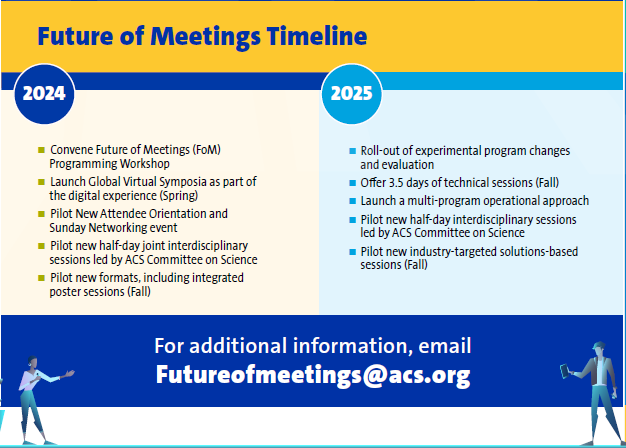 Future of Meetings Timeline
2024
Convene Future of Meetings (FoM)
Programming Workshop
Launch Global Virtual Symposia as part of
the digital experience (Spring)
Pilot New Attendee Orientation and
Sunday Networking event
Pilot new half-day joint interdisciplinary
sessions led by ACS Committee on Science
Pilot new formats, including integrated
poster sessions (Fall)
2025
Roll-out of experimental program changes
and evaluation
Offer 3.5 days of technical sessions (Fall)
Launch a multi-program operational approach
Pilot new half-day interdisciplinary sessions
led by ACS Committee on Science
Pilot new industry-targeted solutions-based
sessions (Fall)
For additional information, email
Futureofmeetings@acs.org